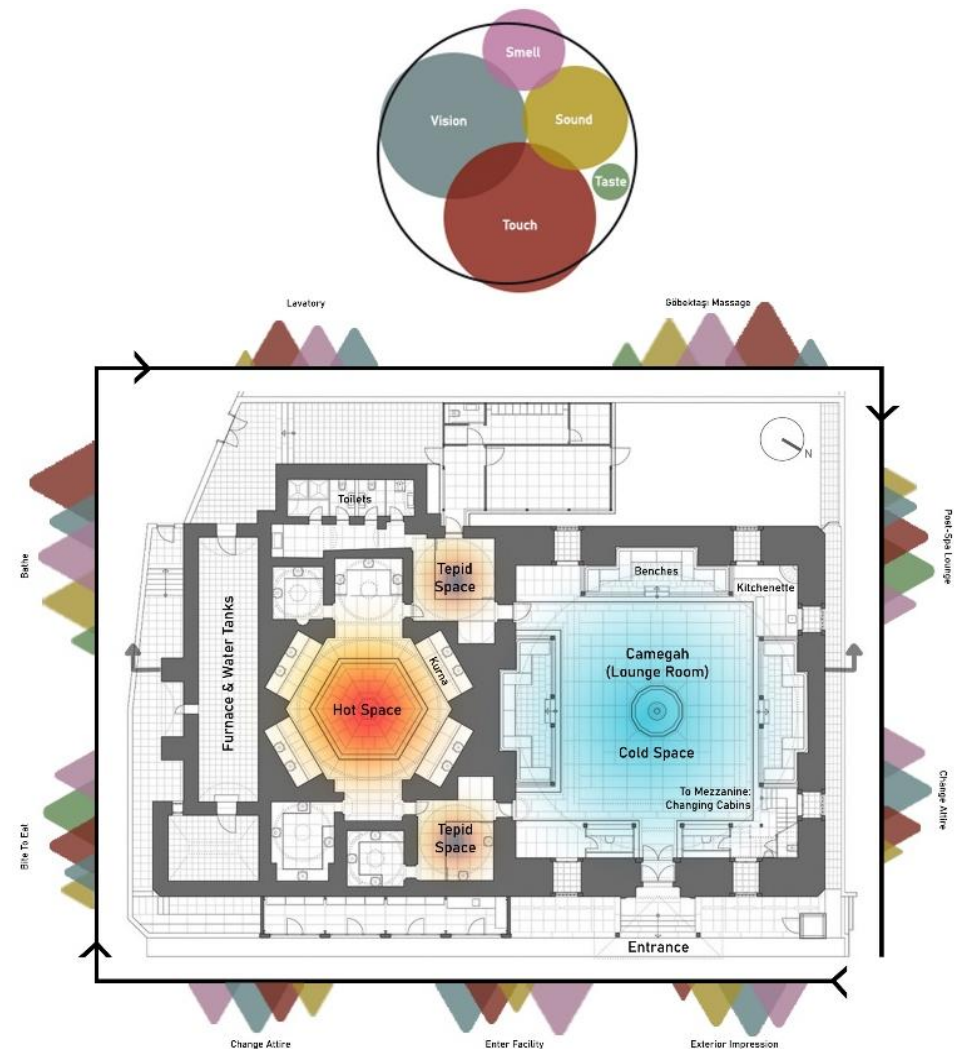 Smell
Vision
Sound
Taste
Touch
Lavatory
Göbektaşı Massage
N
Toilets
Tepid
Space
Benches
Kitchenette
Post-Spa Lounge
Bathe
Furnace & Water Tanks
Kurna
Hot Space
Camegah
(Lounge Room)
Cold Space
To Mezzanine:
Changing Cabins
Change Attire
Bite To Eat
Tepid
Space
Entrance
Change Attire
Enter Facility
Exterior Impression